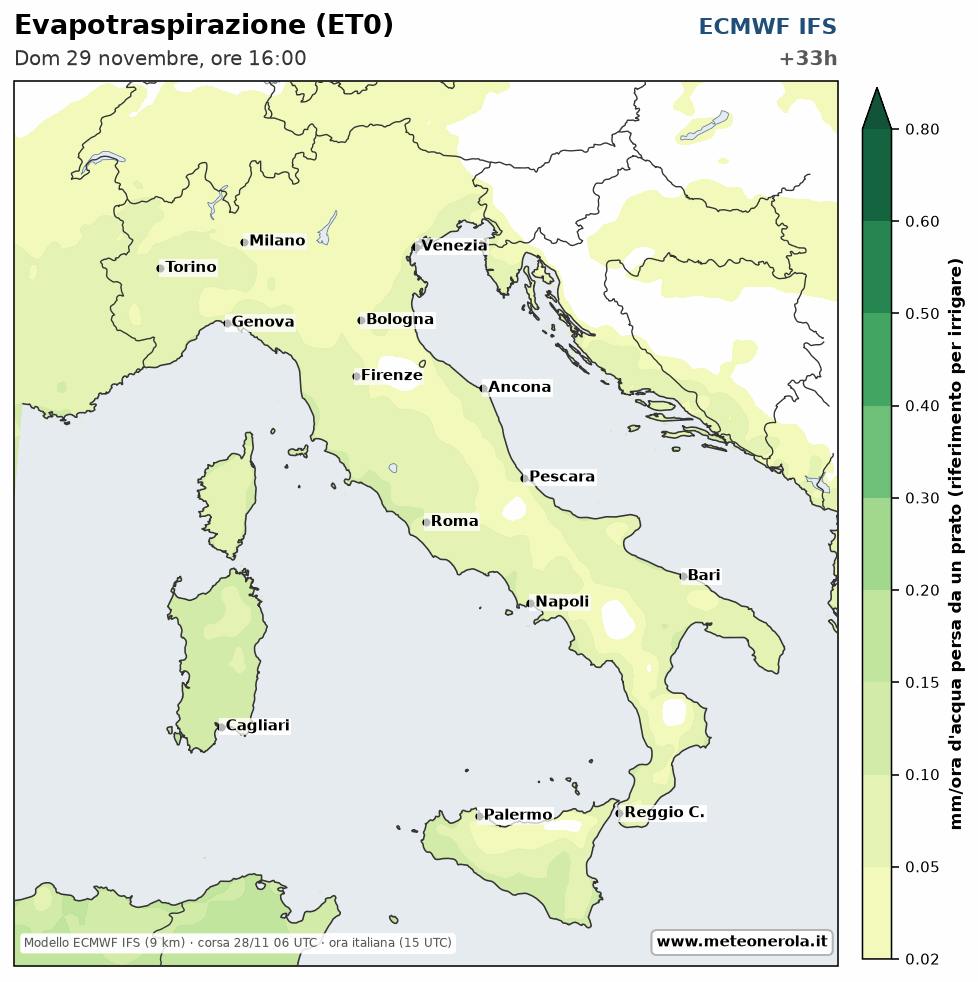 Evapotraspirazione (ET0)
ECMWF IFS
Dom 29 novembre, ore 16:00
+33h
Milano
Venezia
Torino
Genova
Bologna
Firenze
Ancona
Pescara
Roma
Bari
Napoli
Cagliari
Palermo
Reggio C.
0.80
0.60
0.50
0.40
0.30
0.20
0.15
0.10
0.05
0.02
mm/ora d'acqua persa da un prato (riferimento per irrigare)
Modello ECMWF IFS (9 km) · corsa 28/11 06 UTC · ora italiana (15 UTC)
www.meteonerola.it